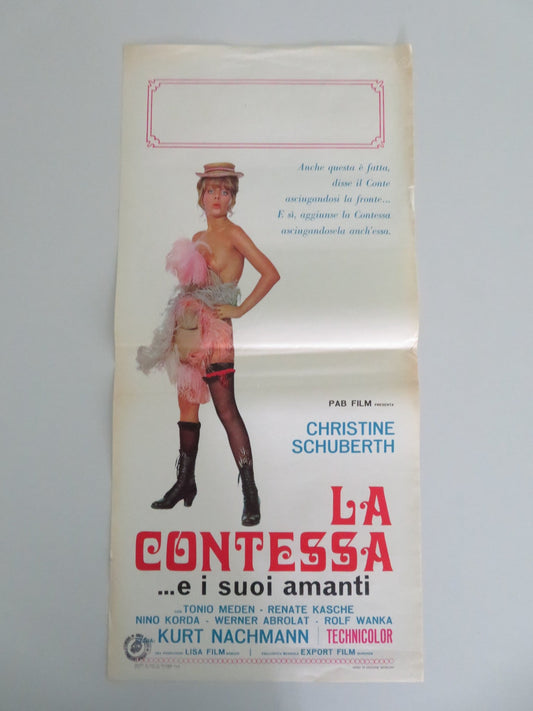 Anche questa è fatta,
disse il Conte
asciugandosi la fronte...
E sì, aggiunse la Contessa
asciugandosela anch'essa.
PAB FILM PRESENTA
CHRISTINE
SCHUBERTH
LA
CONTESSA
...e i suoi amanti
CON TONIO MEDEN - RENATE KASCHE
NINO KORDA - WERNER ABROLAT - ROLF WANKA
REGIA KURT NACHMANN TECHNICOLOR
LISA FILM EXPORT FILM